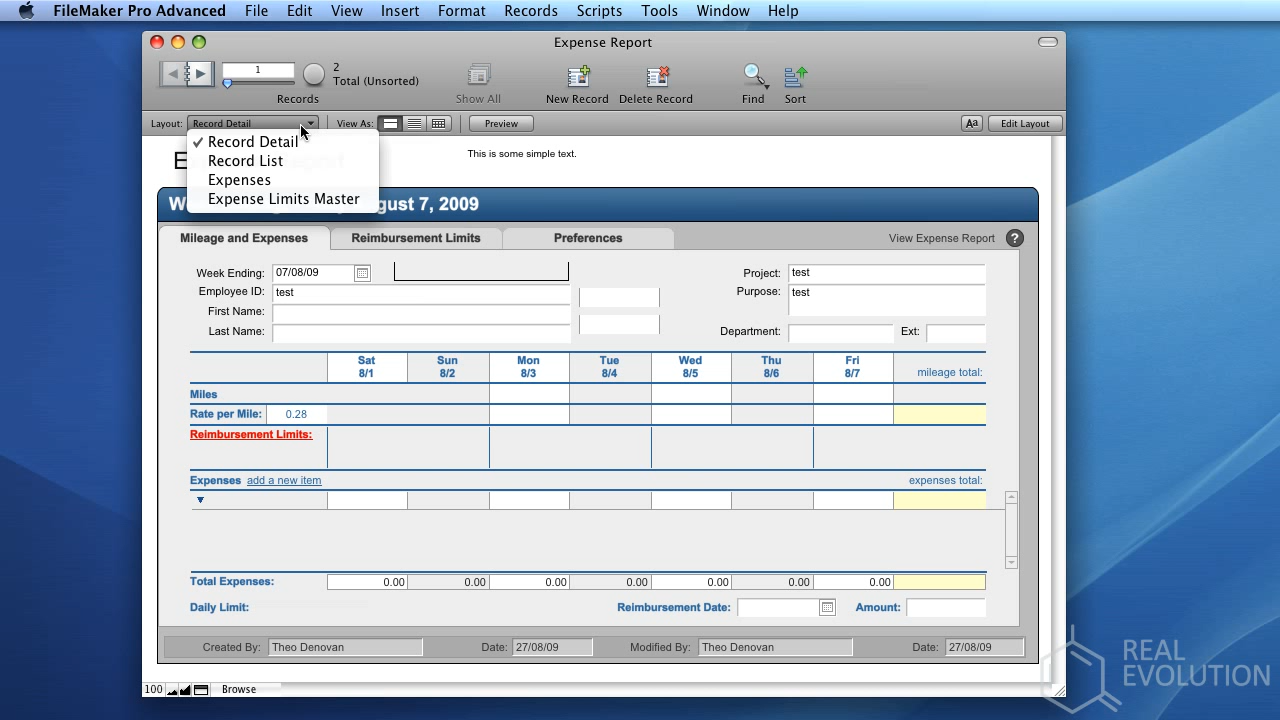 FileMaker Pro Advanced File Edit View Insert Format Records Scripts Tools Window Help
Expense Report
1
2
Total (Unsorted)
Records Show All New Record Delete Record Find Sort
Layout: Record Detail View As: Preview Aa Edit Layout
✓ Record Detail
Record List
Expenses
Expense Limits Master
This is some simple text.
gust 7, 2009
Mileage and Expenses Reimbursement Limits Preferences View Expense Report ?
Week Ending: 07/08/09 Project: test
Employee ID: test Purpose: test
First Name:
Last Name: Department: Ext:
Sat Sun Mon Tue Wed Thu Fri
8/1 8/2 8/3 8/4 8/5 8/6 8/7 mileage total:
Miles
Rate per Mile: 0.28
Reimbursement Limits:
Expenses add a new item expenses total:
Total Expenses: 0.00 0.00 0.00 0.00 0.00 0.00 0.00
Daily Limit: Reimbursement Date: Amount:
Created By: Theo Denovan Date: 27/08/09 Modified By: Theo Denovan Date: 27/08/09
100 Browse
REAL
EVOLUTION